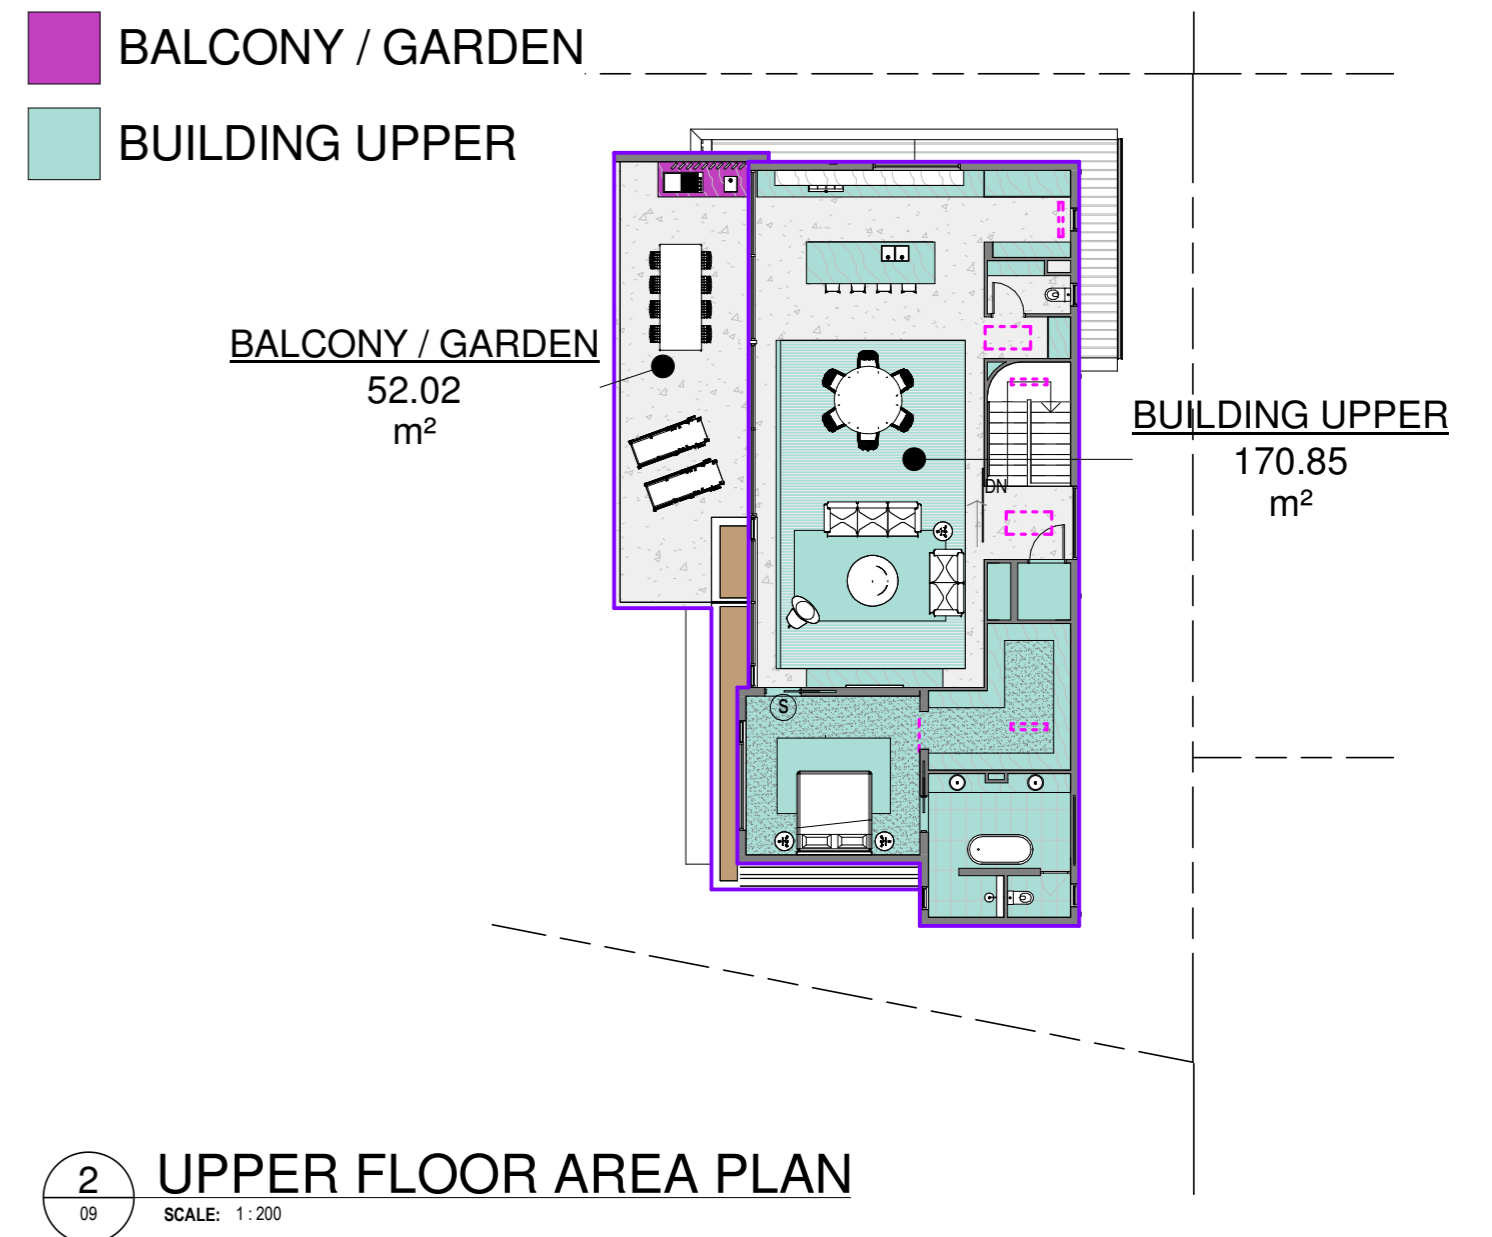 BALCONY / GARDEN
BUILDING UPPER
BALCONY / GARDEN
52.02
m²
BUILDING UPPER
170.85
m²
DN
S
2
09
UPPER FLOOR AREA PLAN
SCALE: 1 : 200